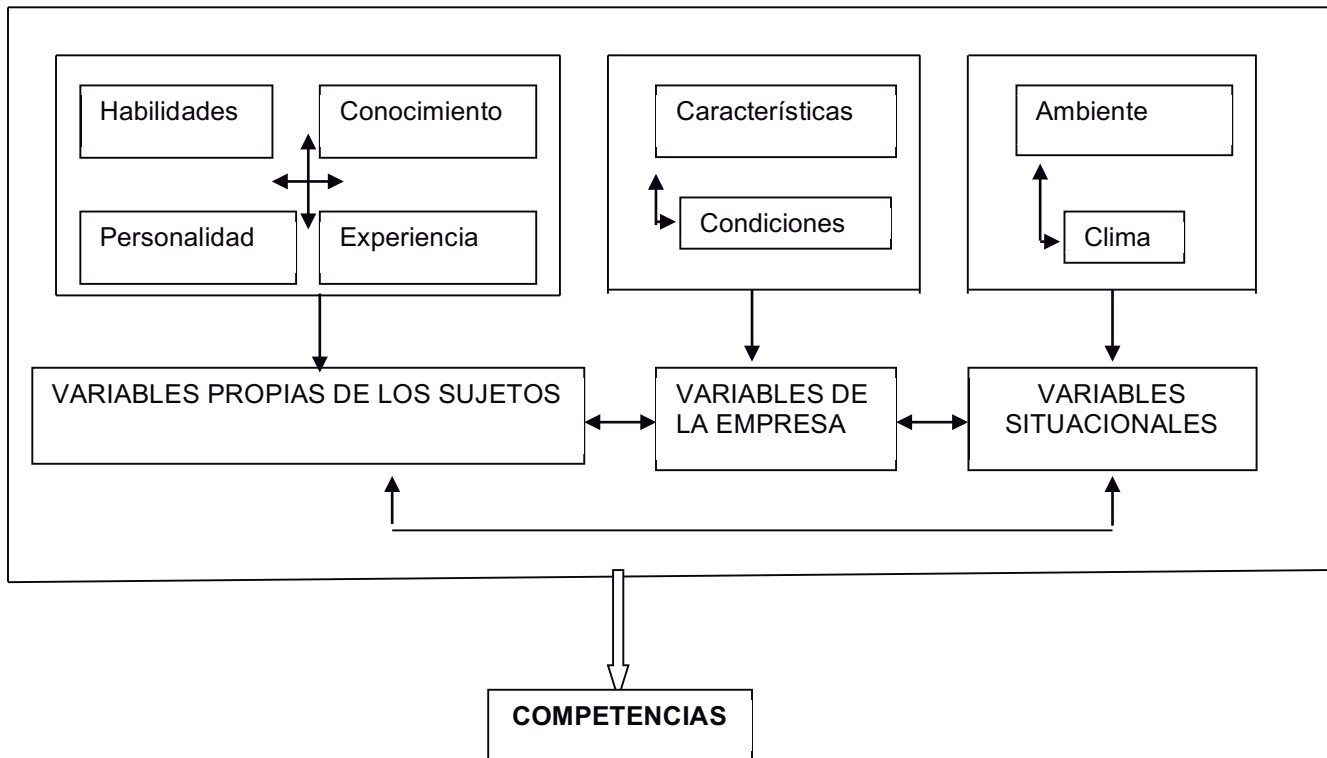 Habilidades
Conocimiento
Personalidad
Experiencia
Características
Condiciones
Ambiente
Clima
VARIABLES PROPIAS DE LOS SUJETOS
VARIABLES DE
LA EMPRESA
VARIABLES
SITUACIONALES
COMPETENCIAS